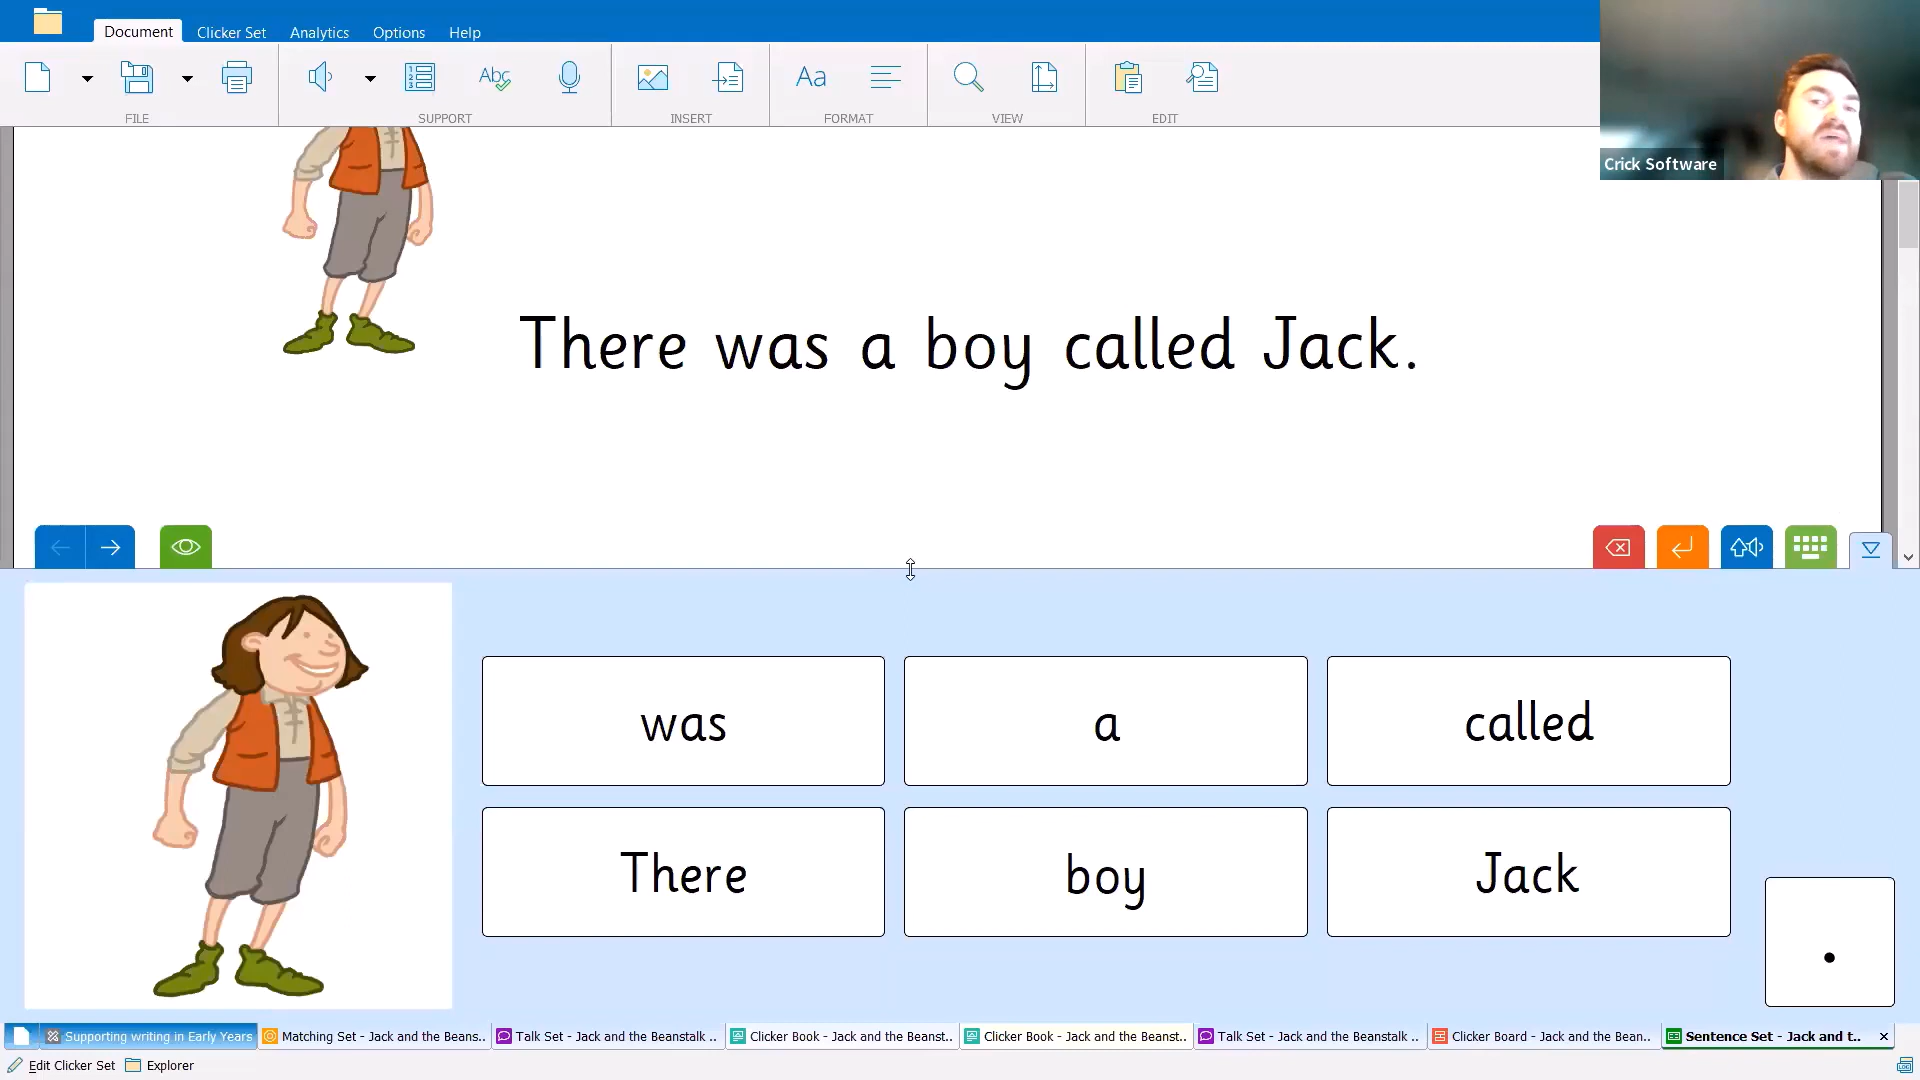 Document Clicker Set Analytics Options Help
Abc
Aa
FILE SUPPORT INSERT FORMAT VIEW EDIT
Crick Software
There was a boy called Jack.
was a called
There boy Jack
.
Supporting writing in Early Years Matching Set - Jack and the Beans.. Talk Set - Jack and the Beanstalk .. Clicker Book - Jack and the Beanst.. Clicker Book - Jack and the Beanst.. Talk Set - Jack and the Beanstalk .. Clicker Board - Jack and the Bean.. Sentence Set - Jack and t..
Edit Clicker Set Explorer